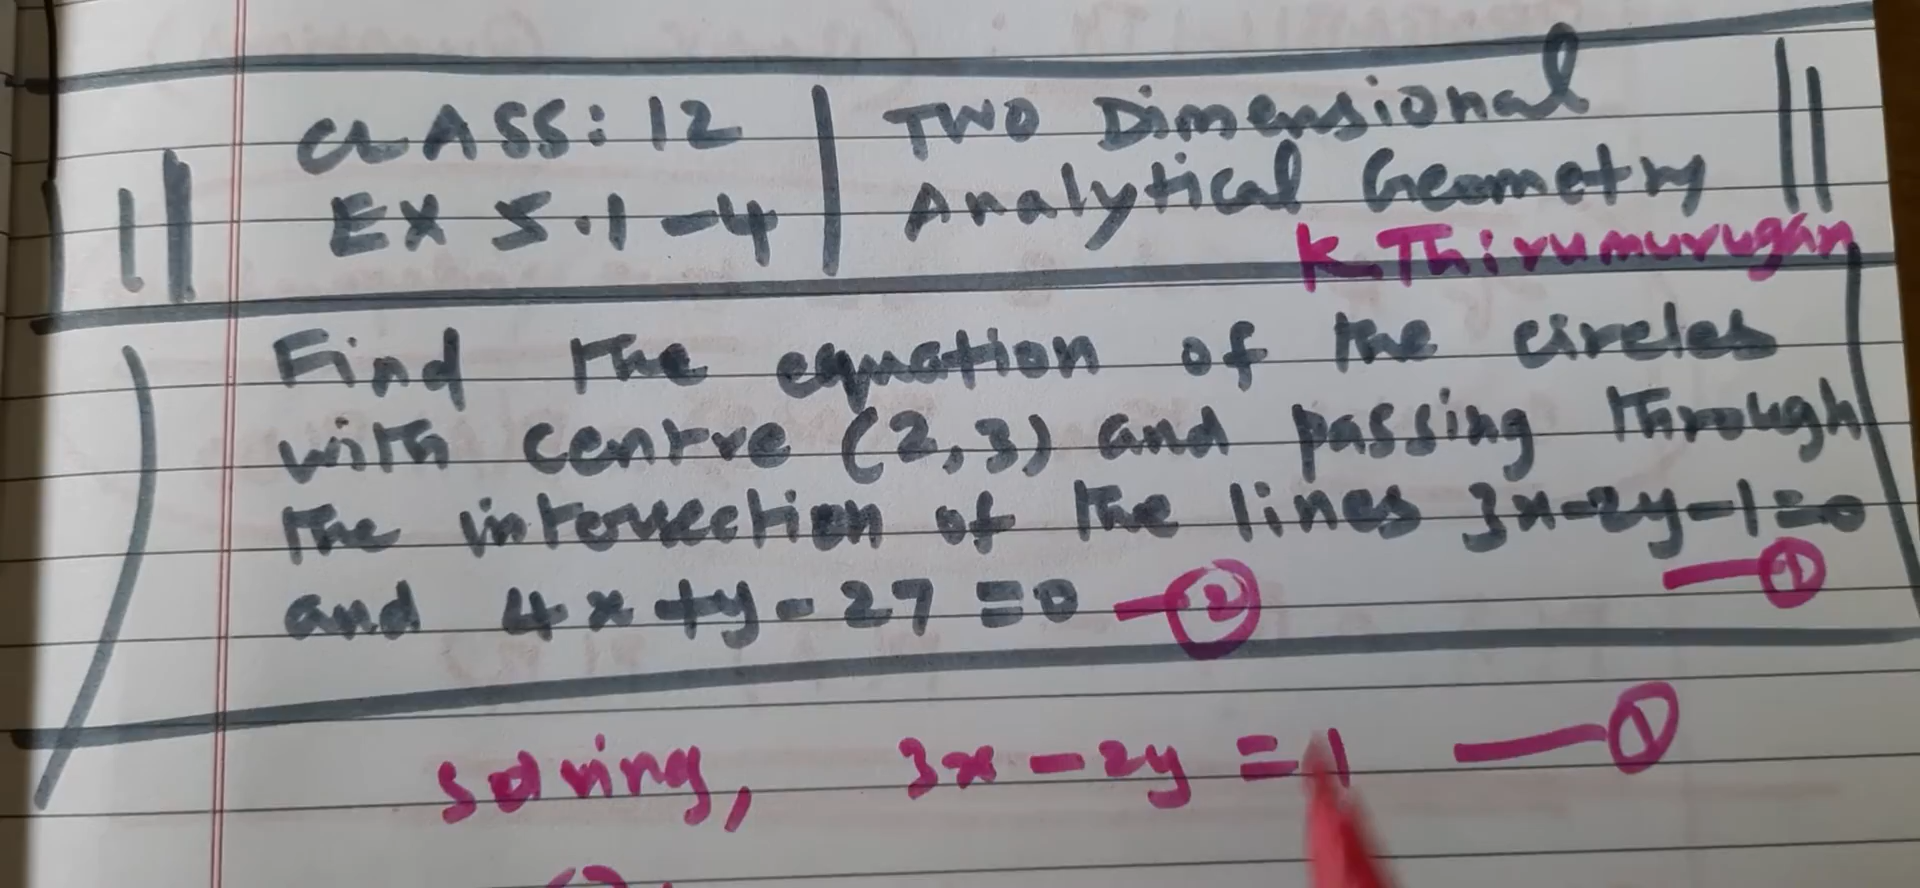 CLASS: 12
EX 5.1-4
Two Dimensional
Analytical Geometry
K. Thirumurugan
Find the equation of the circles
with centre (2,3) and passing through
the intersection of the lines 3x-2y-1=0
and 4x+y-27=0 —②
—①
solving, 3x-2y=1 —①